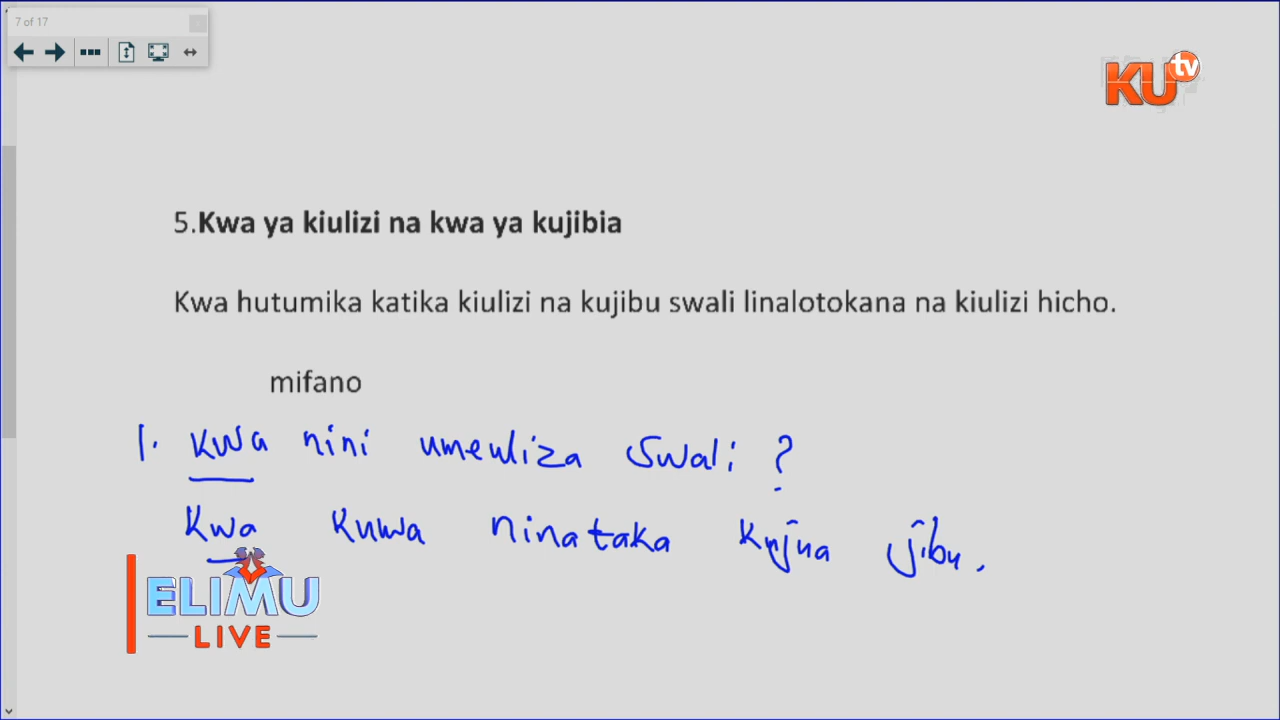 7 of 17
KU tv
5.Kwa ya kiulizi na kwa ya kujibia
Kwa hutumika katika kiulizi na kujibu swali linalotokana na kiulizi hicho.
mifano
1. Kwa nini umeuliza swali ?
Kwa kuwa ninataka kujua jibu.
ELIMU
LIVE